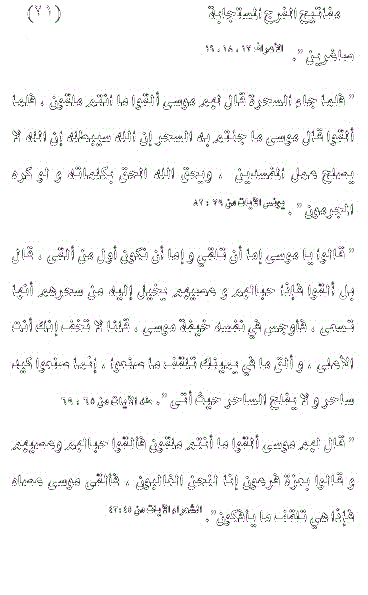 مفاتيح الفرج المستجابة (٢٦)
صاغرين". الأعراف ١٧ ، ١٨ ، ١٩
" فلما جاء السحرة قال لهم موسى ألقوا ما أنتم ملقون ، فلما
ألقوا قال موسى ما جئتم به السحر إن الله سيبطله إن الله لا
يصلح عمل المفسدين ، ويحق الله الحق بكلماته و لو كره
المجرمون". يونس الآيات من ٧٩ : ٨٢
" قالوا يا موسى إما أن تلقي و إما أن نكون أول من ألقى ، قال
بل ألقوا فإذا حبالهم و عصيهم يخيل إليه من سحرهم أنها
تسعى ، فأوجس في نفسه خيفة موسى ، قلنا لا تخف إنك أنت
الأعلى ، و ألق ما في يمينك تلقف ما صنعوا ، إنما صنعوا كيد
ساحر و لا يفلح الساحر حيث أتى". طه الآيات من ٦٥ : ٦٩
" قال لهم موسى ألقوا ما أنتم ملقون فألقوا حبالهم وعصيهم
و قالوا بعزة فرعون إنا لنحن الغالبون ، فألقى موسى عصاه
فإذا هي تلقف ما يأفكون". الشعراء الآيات من ٤٣:٤٥